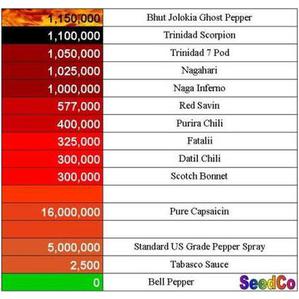 1,150,000 Bhut Jolokia Ghost Pepper
1,100,000 Trinidad Scorpion
1,050,000 Trinidad 7 Pod
1,025,000 Nagahari
1,000,000 Naga Inferno
577,000 Red Savin
400,000 Purira Chili
325,000 Fatalii
300,000 Datil Chili
300,000 Scotch Bonnet
16,000,000 Pure Capsaicin
5,000,000 Standard US Grade Pepper Spray
2,500 Tabasco Sauce
0 Bell Pepper
SeedCo